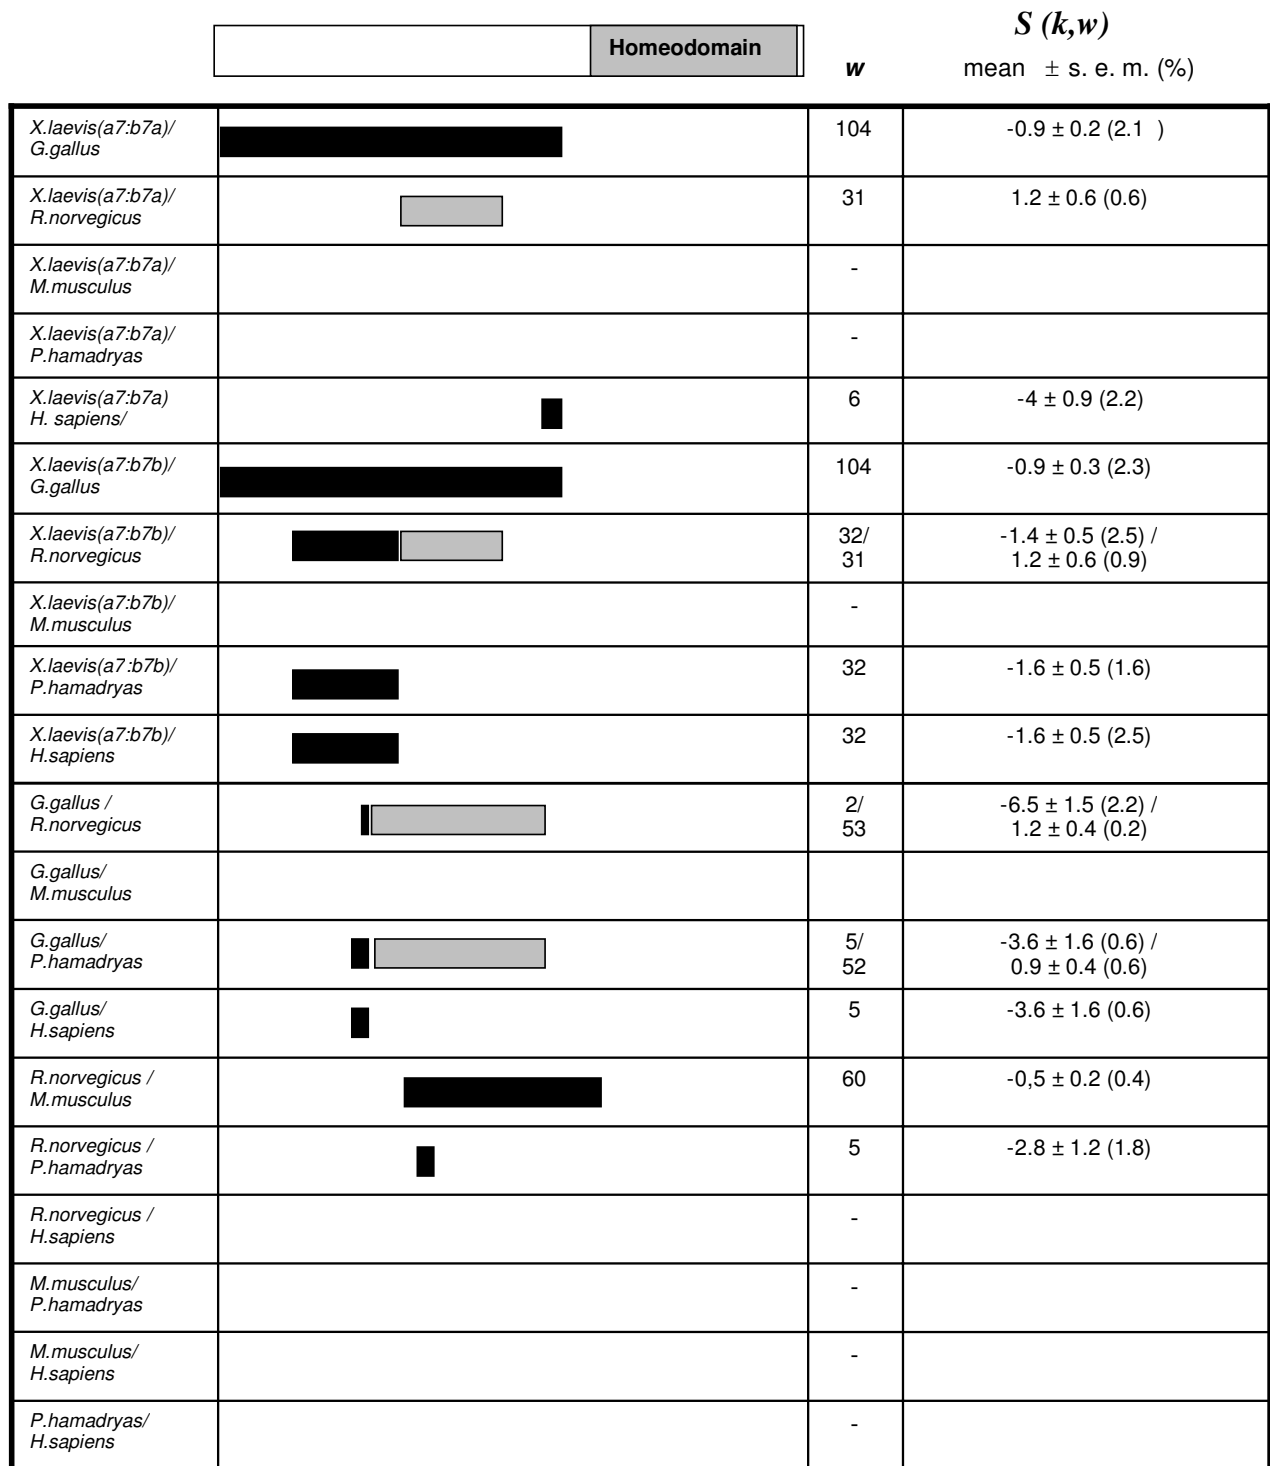 S (k,w)
Homeodomain
w mean ± s. e. m. (%)
X.laevis(a7:b7a)/ 104 -0.9 ± 0.2 (2.1 )
G.gallus
X.laevis(a7:b7a)/ 31 1.2 ± 0.6 (0.6)
R.norvegicus
X.laevis(a7:b7a)/ -
M.musculus
X.laevis(a7:b7a)/ -
P.hamadryas
X.laevis(a7:b7a) 6 -4 ± 0.9 (2.2)
H. sapiens/
X.laevis(a7:b7b)/ 104 -0.9 ± 0.3 (2.3)
G.gallus
X.laevis(a7:b7b)/ 32/ -1.4 ± 0.5 (2.5) /
R.norvegicus 31 1.2 ± 0.6 (0.9)
X.laevis(a7:b7b)/ -
M.musculus
X.laevis(a7:b7b)/ 32 -1.6 ± 0.5 (1.6)
P.hamadryas
X.laevis(a7:b7b)/ 32 -1.6 ± 0.5 (2.5)
H.sapiens
G.gallus / 2/ -6.5 ± 1.5 (2.2) /
R.norvegicus 53 1.2 ± 0.4 (0.2)
G.gallus/
M.musculus
G.gallus/ 5/ -3.6 ± 1.6 (0.6) /
P.hamadryas 52 0.9 ± 0.4 (0.6)
G.gallus/ 5 -3.6 ± 1.6 (0.6)
H.sapiens
R.norvegicus / 60 -0,5 ± 0.2 (0.4)
M.musculus
R.norvegicus / 5 -2.8 ± 1.2 (1.8)
P.hamadryas
R.norvegicus / -
H.sapiens
M.musculus/ -
P.hamadryas
M.musculus/ -
H.sapiens
P.hamadryas/ -
H.sapiens